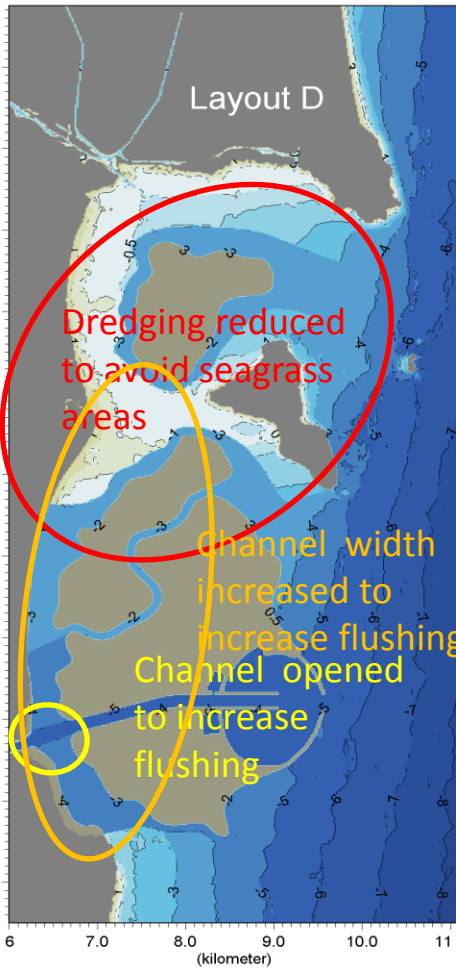 Layout D
Dredging reduced
to avoid seagrass
areas
Channel width
increased to
increase flushing
Channel opened
to increase
flushing
6 7.0 8.0 9.0 10.0 11
(kilometer)